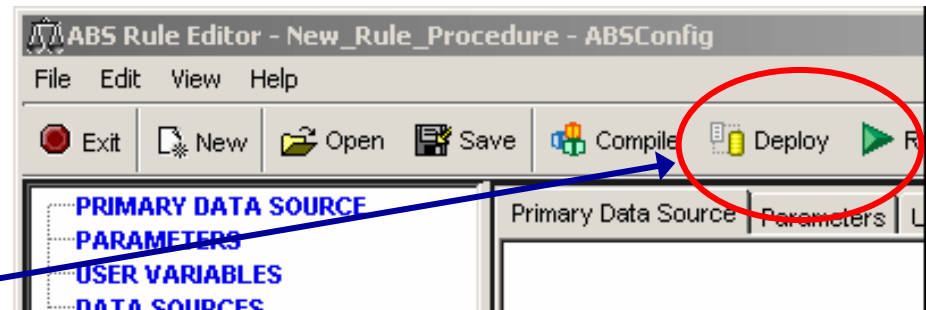 ABS Rule Editor - New_Rule_Procedure - ABSConfig
File Edit View Help
Exit New Open Save Compile Deploy
PRIMARY DATA SOURCE
PARAMETERS
USER VARIABLES
DATA SOURCES
Primary Data Source Parameters